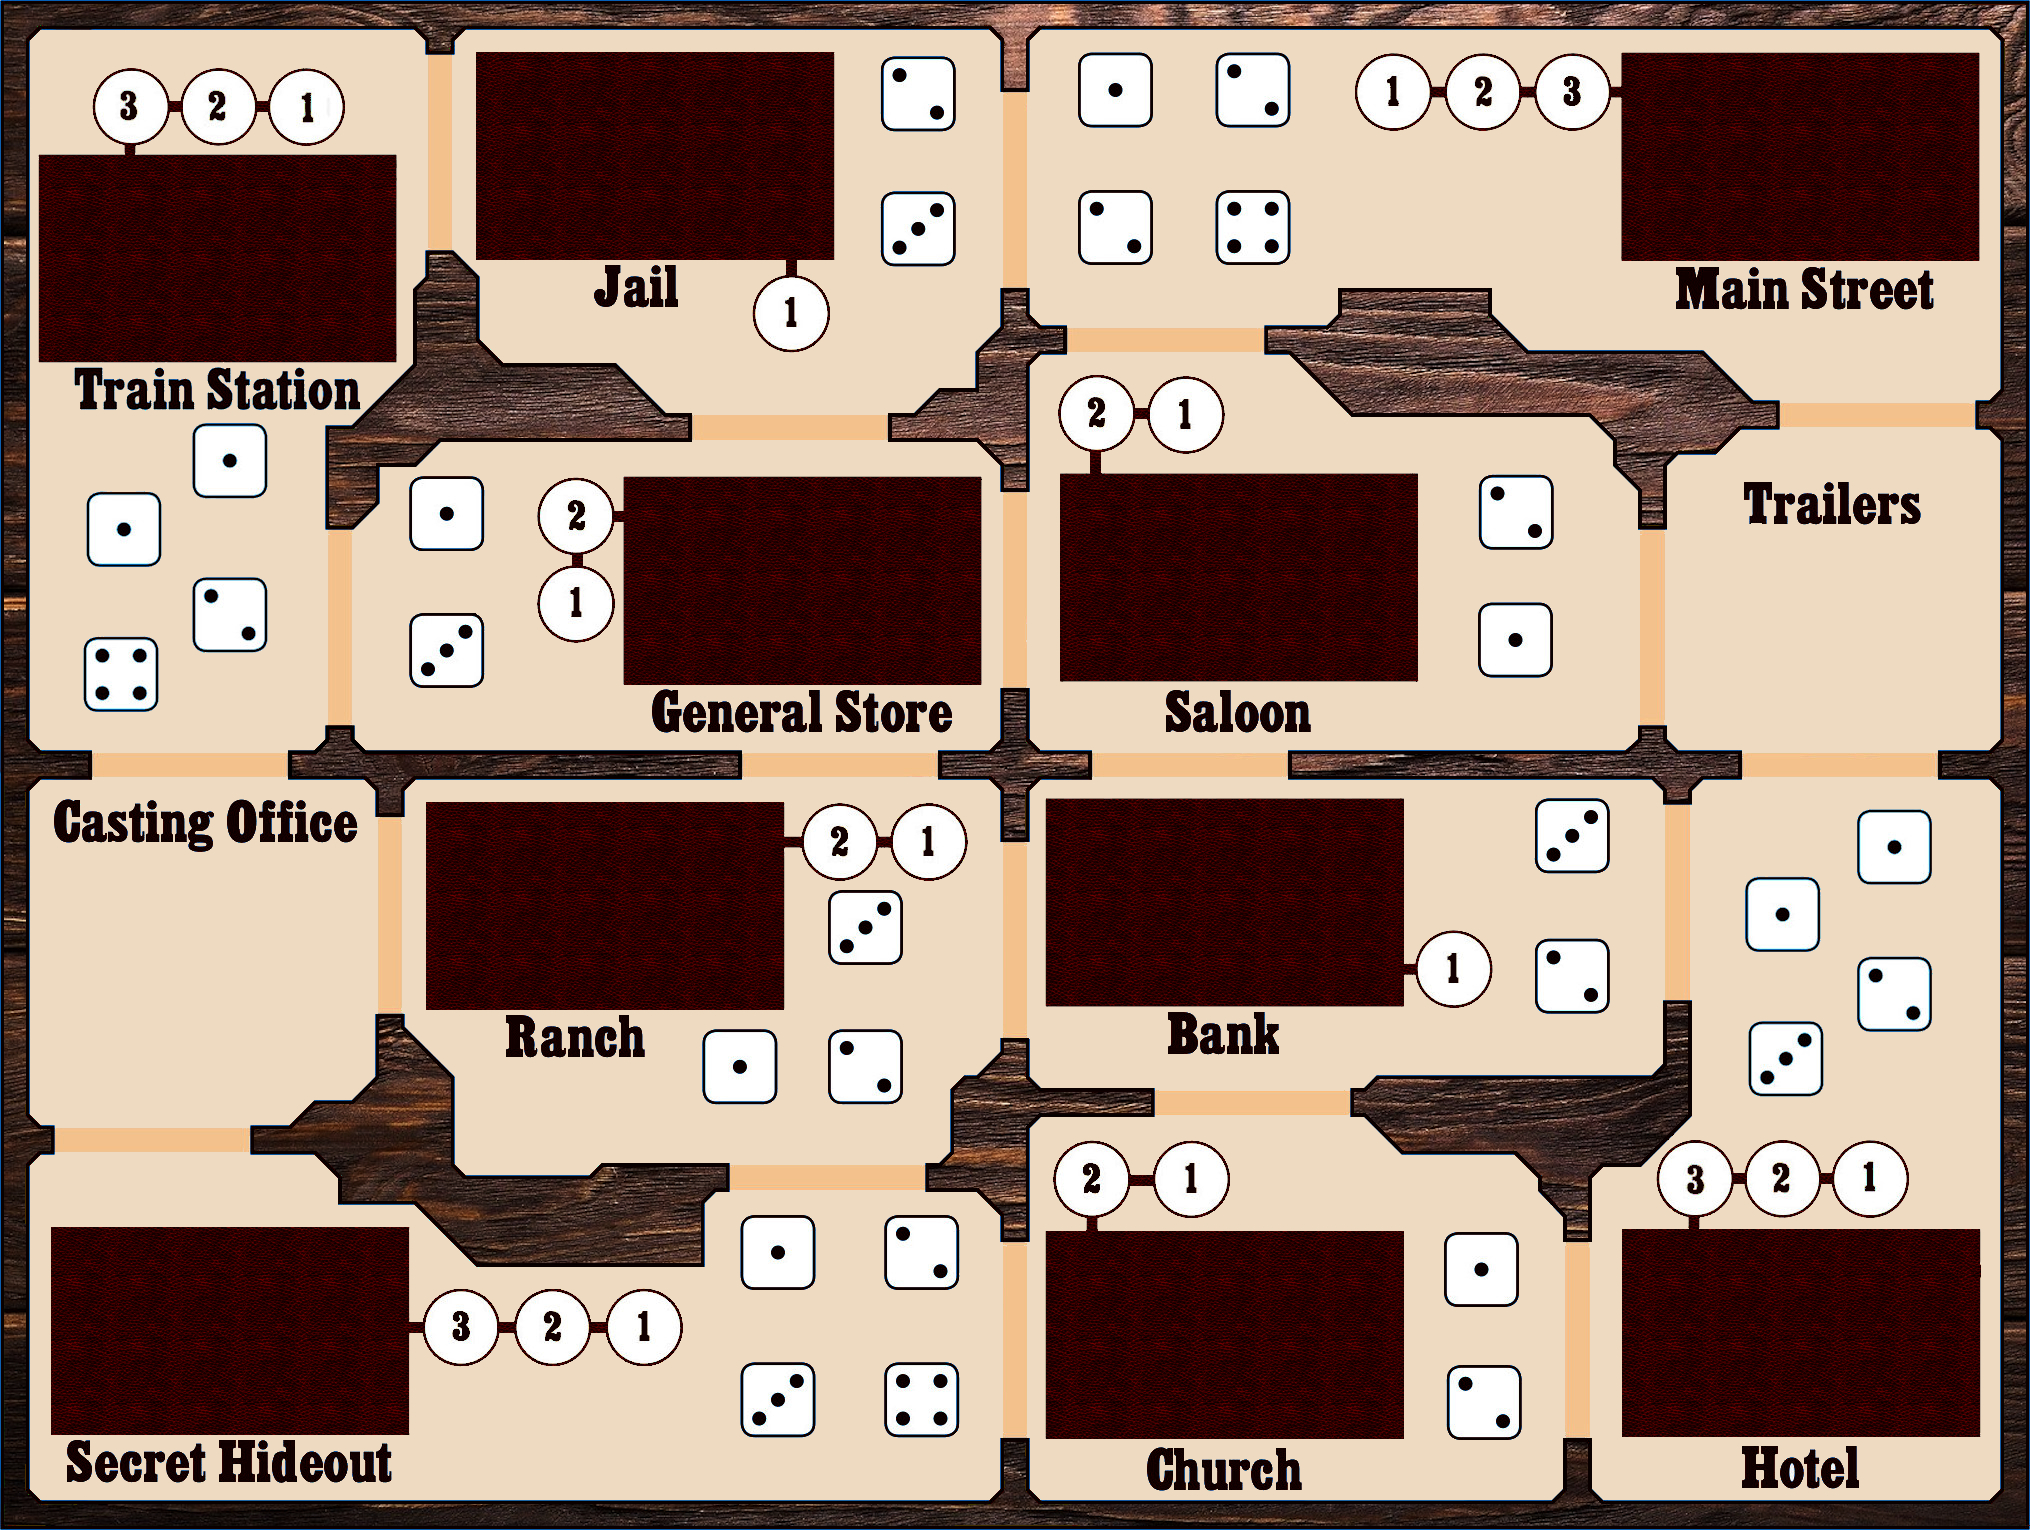 3 2 1
Train Station
Jail
1
1 2 3
Main Street
2
1
General Store
2 1
Saloon
Trailers
Casting Office
2 1
Ranch
1
Bank
3 2 1
Secret Hideout
2 1
Church
3 2 1
Hotel